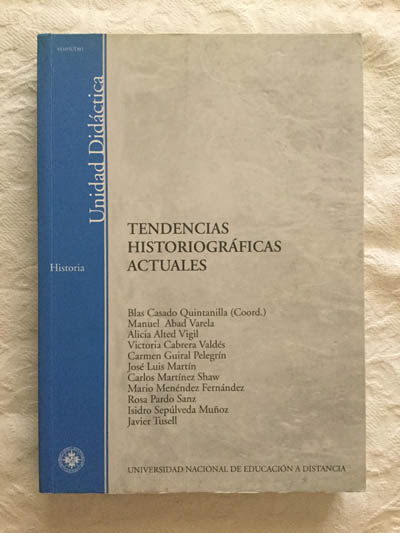 Unidad Didáctica
Historia
TENDENCIAS
HISTORIOGRÁFICAS
ACTUALES
Blas Casado Quintanilla (Coord.)
Manuel Abad Varela
Alicia Alted Vigil
Victoria Cabrera Valdés
Carmen Guiral Pelegrín
José Luis Martín
Carlos Martínez Shaw
Mario Menéndez Fernández
Rosa Pardo Sanz
Isidro Sepúlveda Muñoz
Javier Tusell
UNIVERSIDAD NACIONAL DE EDUCACIÓN A DISTANCIA